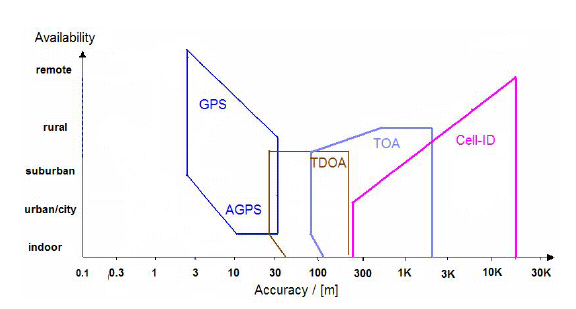 Availability
remote
GPS
rural
TOA
Cell-ID
TDOA
suburban
AGPS
urban/city
indoor
0.1 0.3 1 3 10 30 100 300 1K 3K 10K 30K
Accuracy / [m]